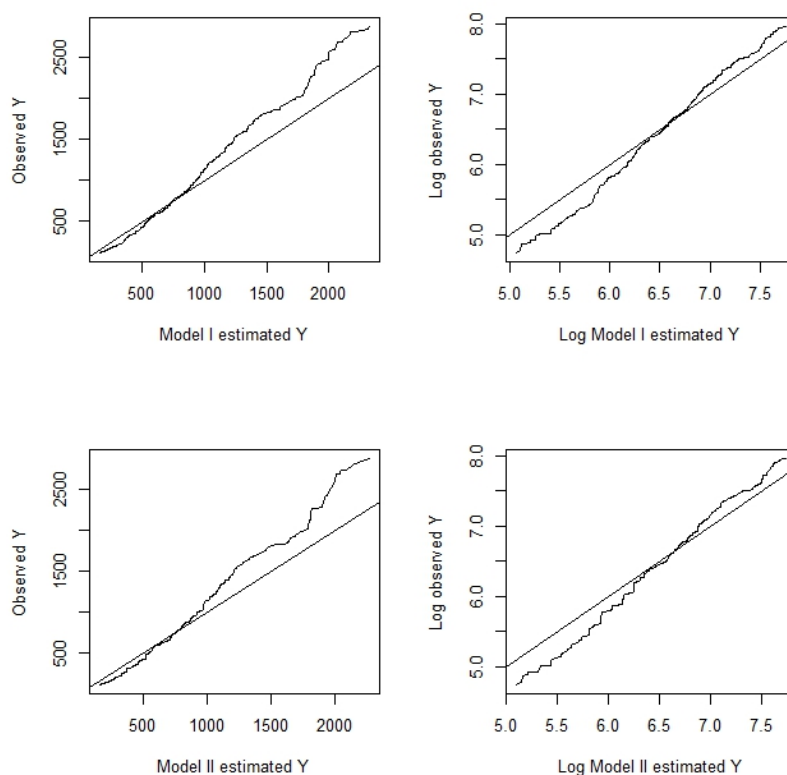 Observed Y
500 1500 2500
500 1000 1500 2000
Model I estimated Y
Log observed Y
5.0 6.0 7.0 8.0
5.0 5.5 6.0 6.5 7.0 7.5
Log Model I estimated Y
Observed Y
500 1500 2500
500 1000 1500 2000
Model II estimated Y
Log observed Y
5.0 6.0 7.0 8.0
5.0 5.5 6.0 6.5 7.0 7.5
Log Model II estimated Y